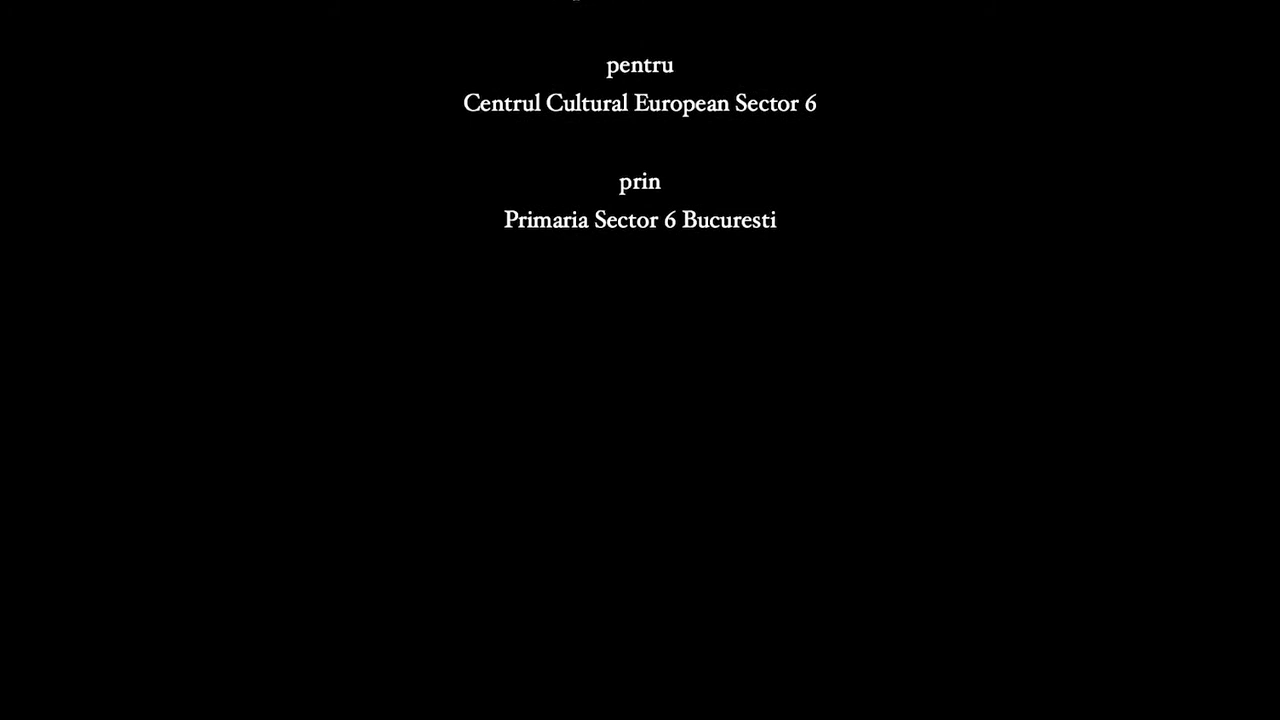 pentru
Centrul Cultural European Sector 6
prin
Primaria Sector 6 Bucuresti